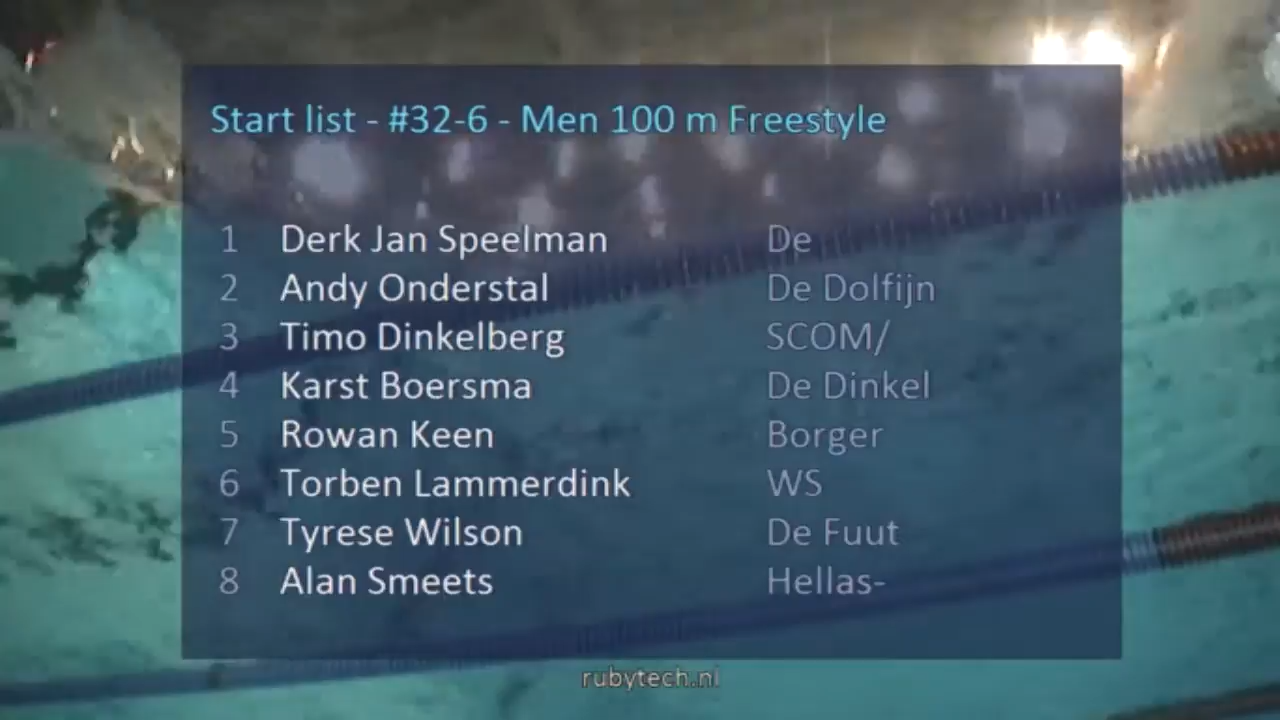 Start list - #32-6 - Men 100 m Freestyle
1 Derk Jan Speelman De
2 Andy Onderstal De Dolfijn
3 Timo Dinkelberg SCOM/
4 Karst Boersma De Dinkel
5 Rowan Keen Borger
6 Torben Lammerdink WS
7 Tyrese Wilson De Fuut
8 Alan Smeets Hellas-
rubytech.nl